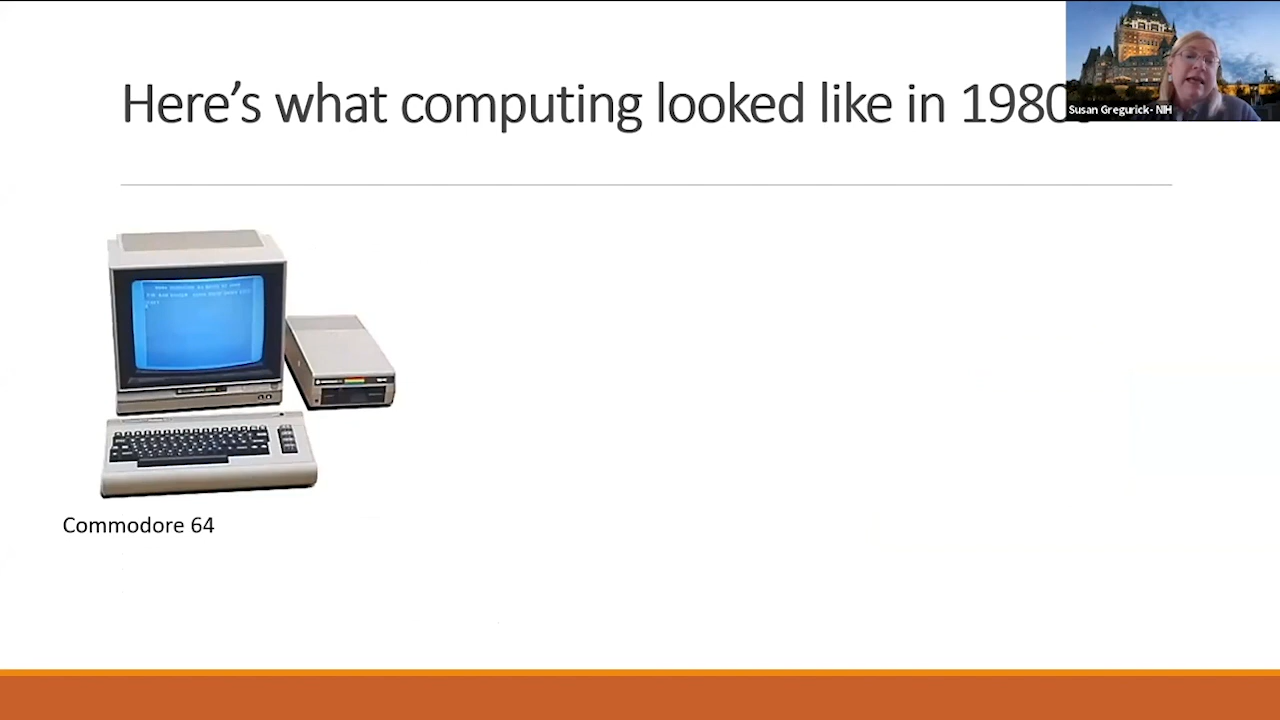 Here's what computing looked like in 1980
Susan Gregurick- NIH
Commodore 64